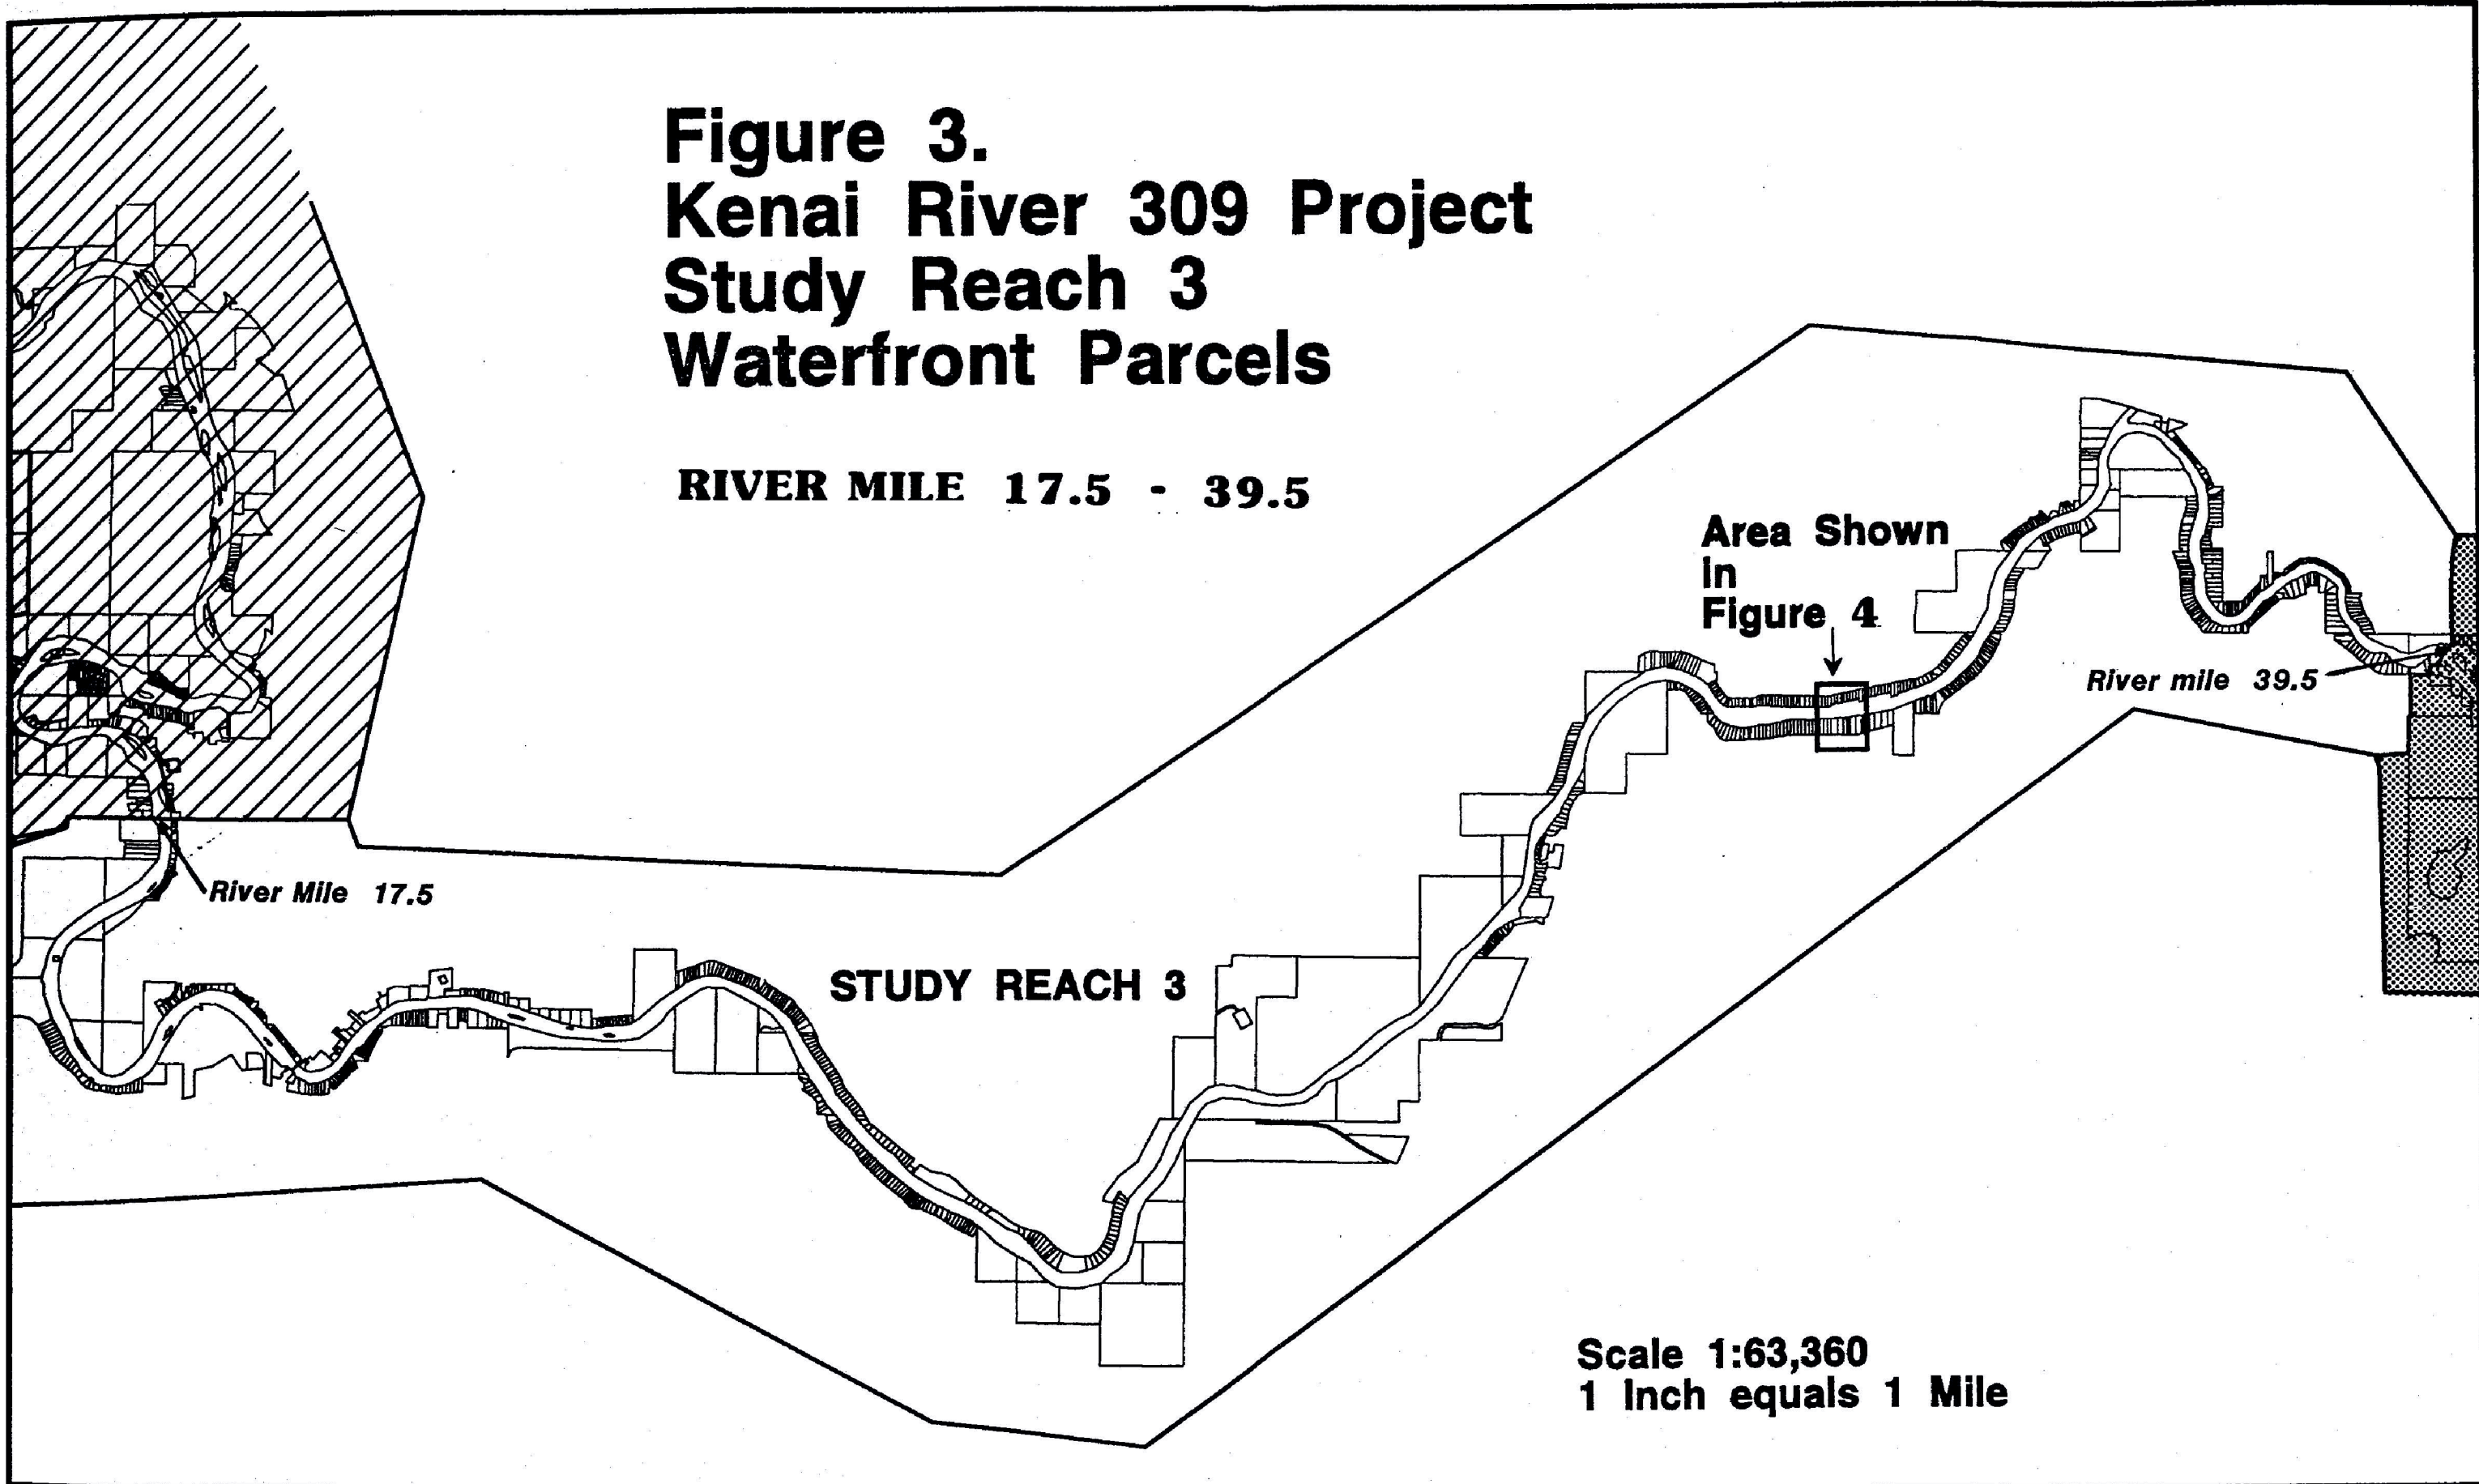 Figure 3.
Kenai River 309 Project
Study Reach 3
Waterfront Parcels
RIVER MILE 17.5 - 39.5
Area Shown
in
Figure 4
River mile 39.5
River Mile 17.5
STUDY REACH 3
Scale 1:63,360
1 Inch equals 1 Mile